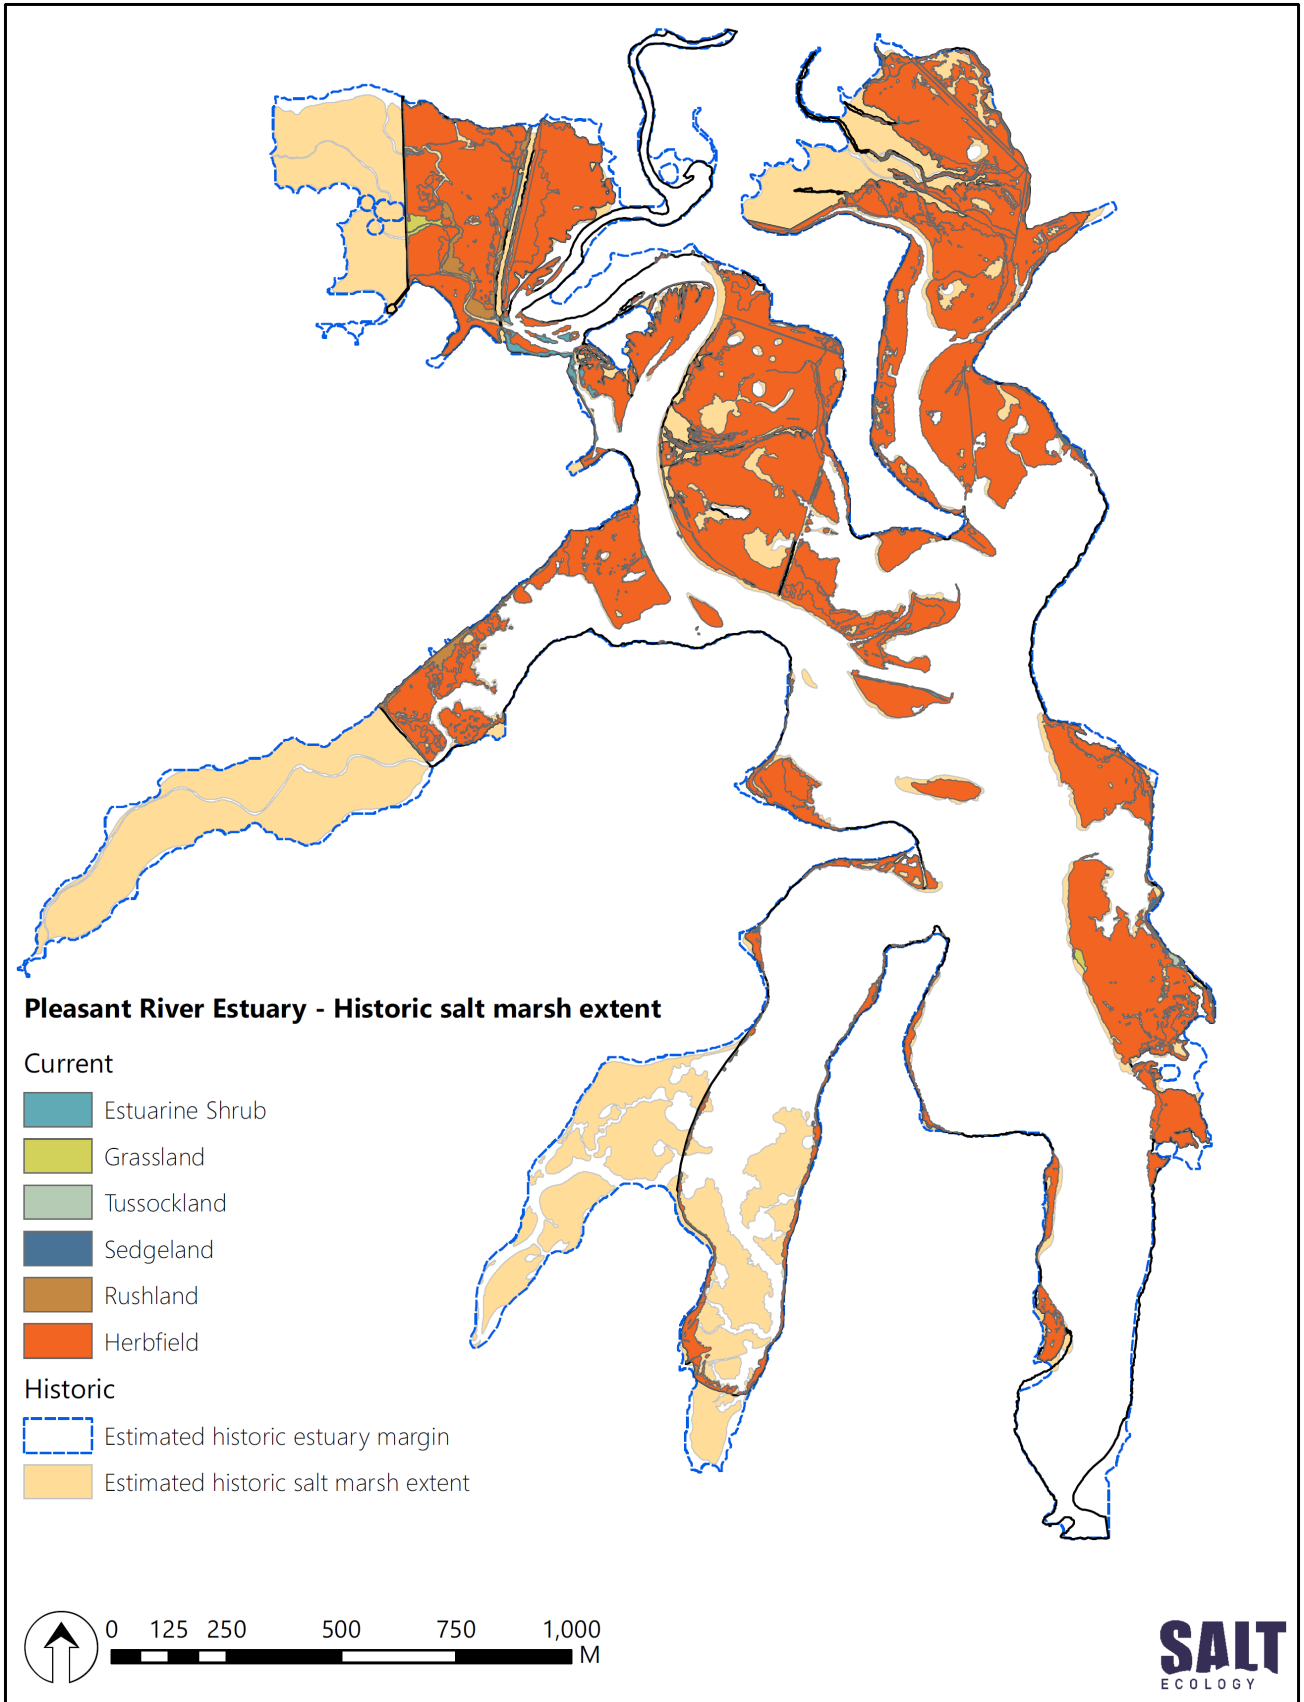 Pleasant River Estuary - Historic salt marsh extent
Current
Estuarine Shrub
Grassland
Tussockland
Sedgeland
Rushland
Herbfield
Historic
Estimated historic estuary margin
Estimated historic salt marsh extent
0 125 250 500 750 1,000
M
SALT
ECOLOGY